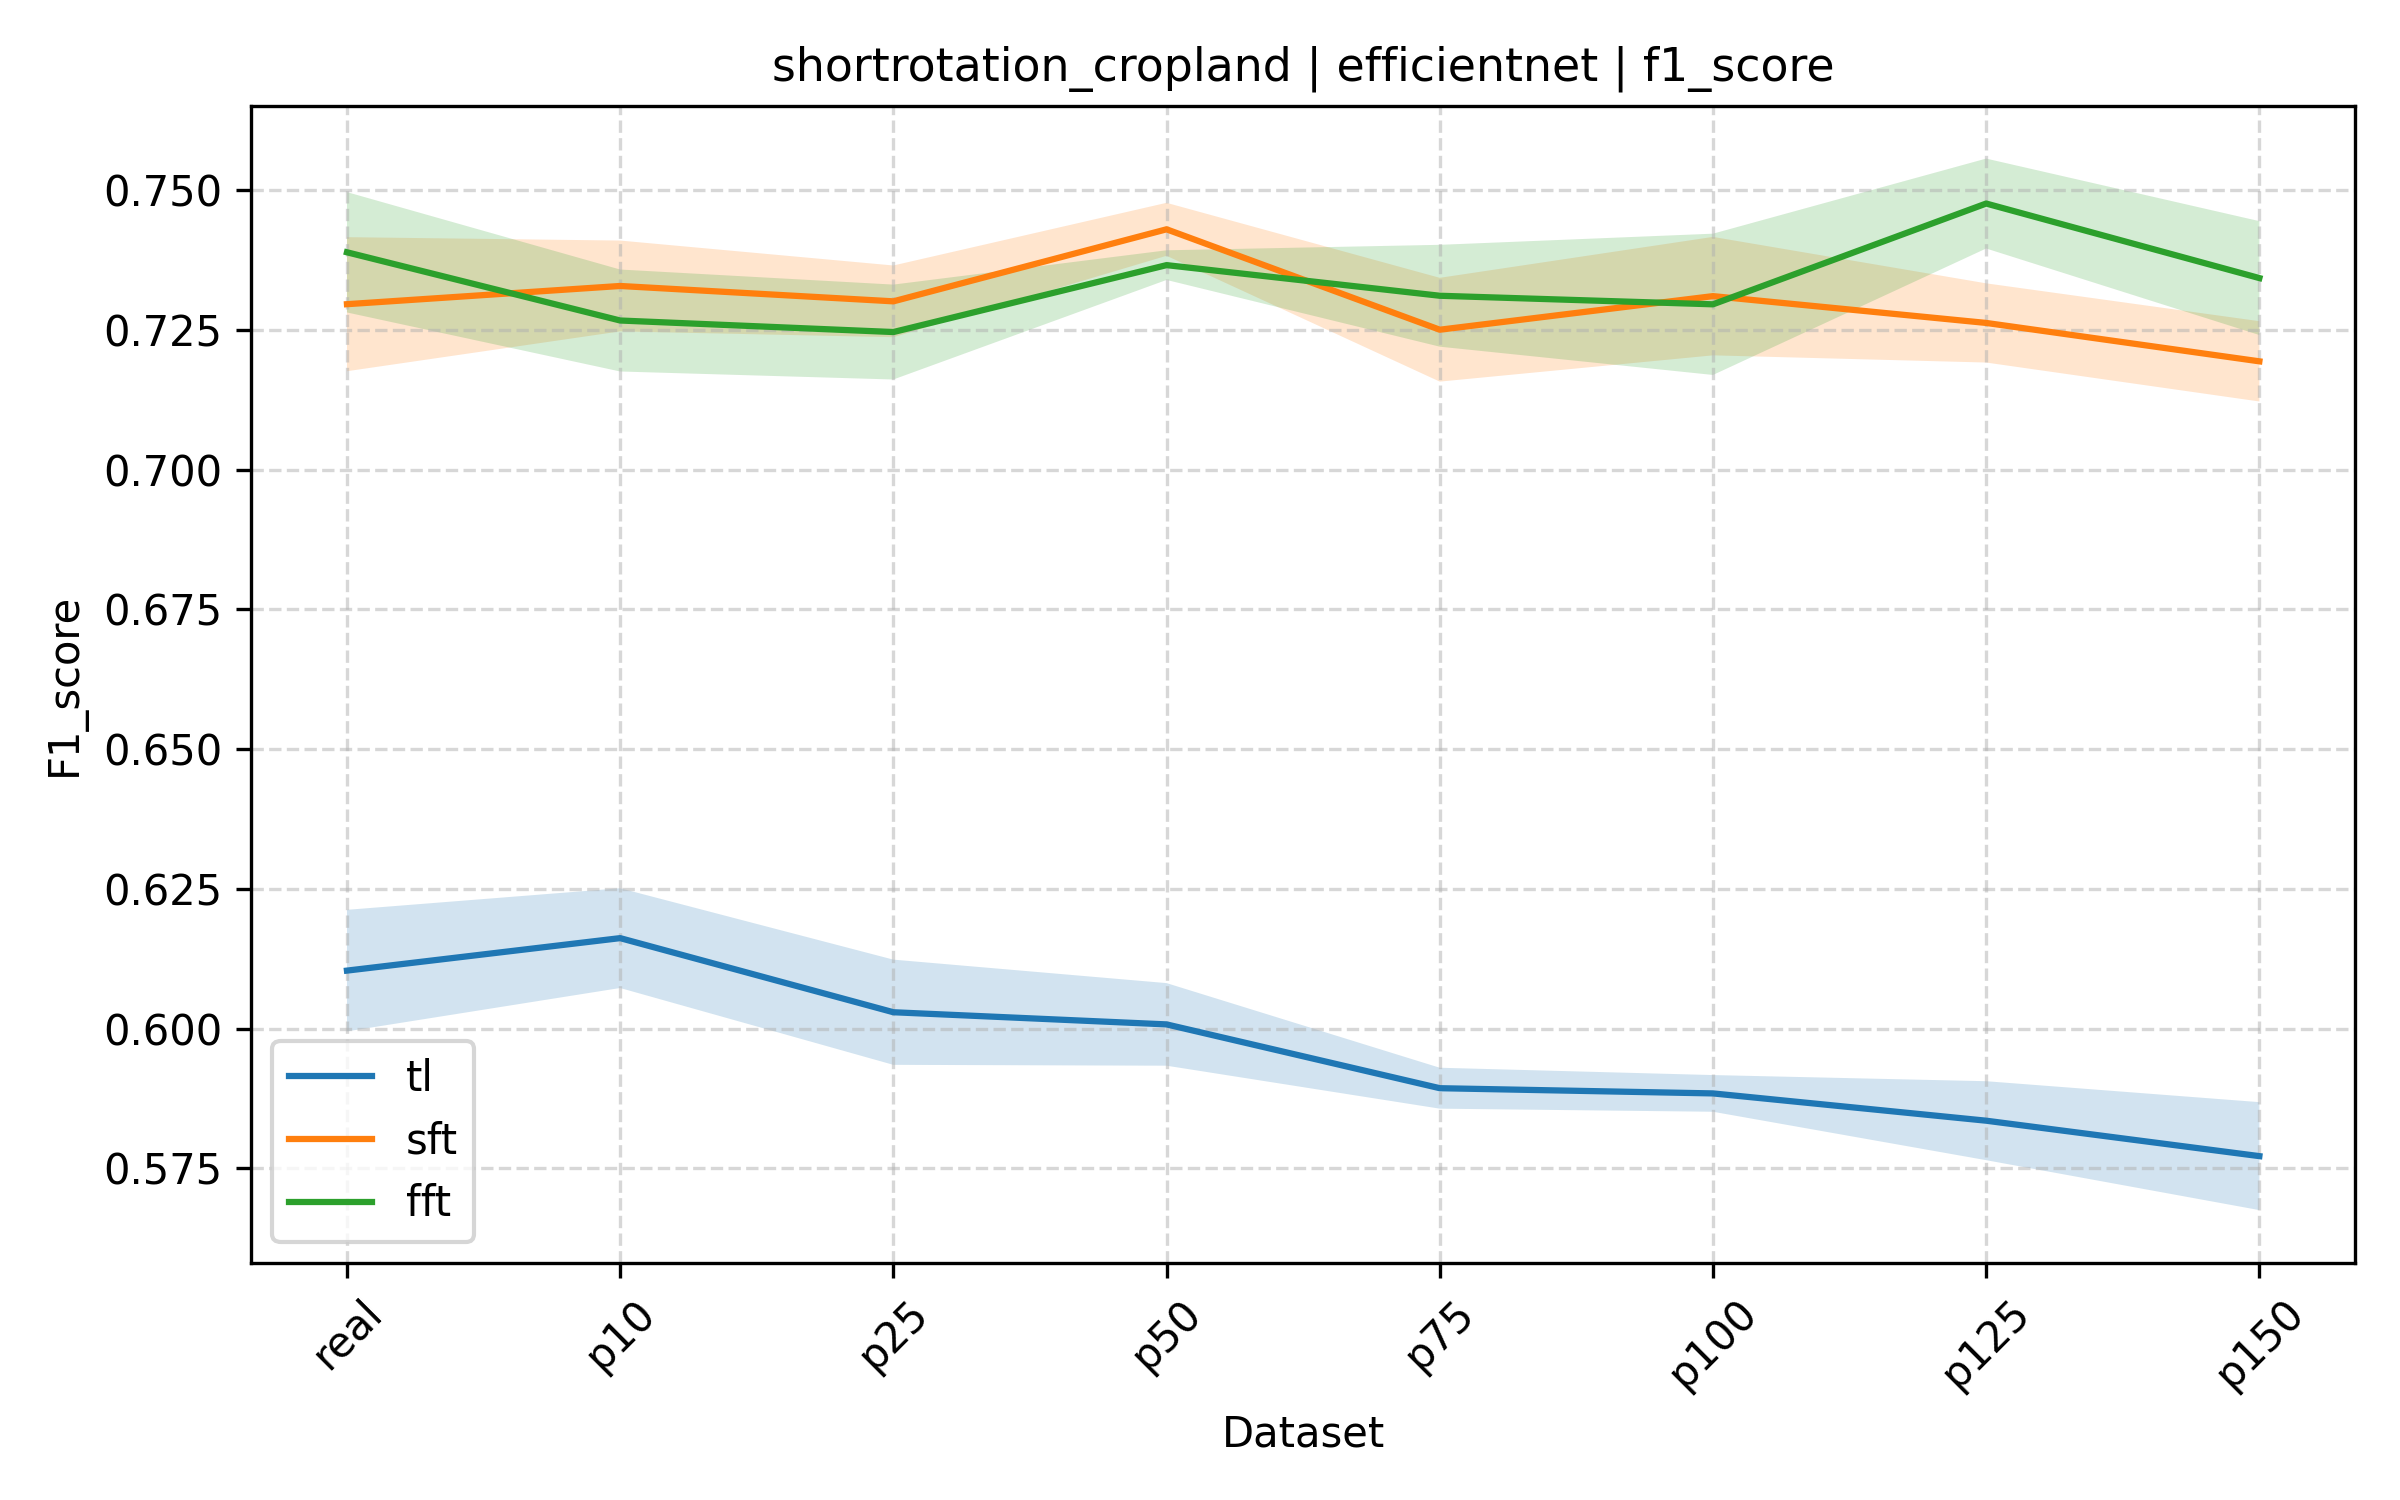 shortrotation_cropland | efficientnet | f1_score
F1_score
0.750
0.725
0.700
0.675
0.650
0.625
0.600
0.575
tl
sft
fft
real
p10
p25
p50
p75
p100
p125
p150
Dataset